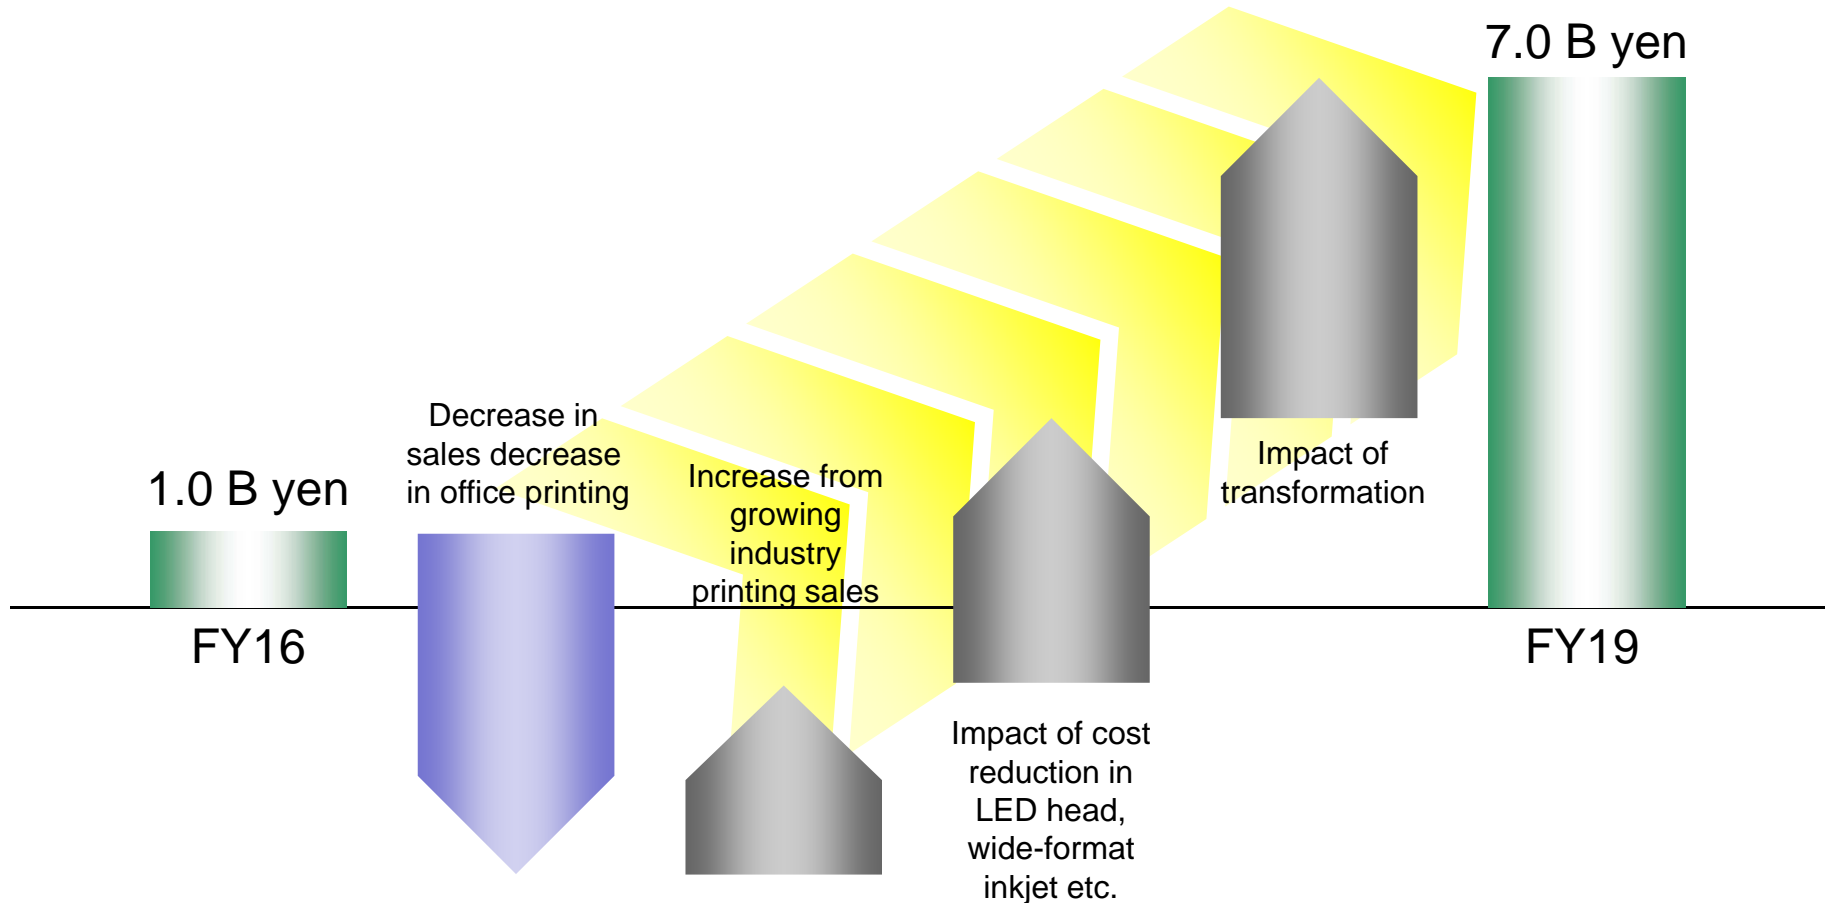 7.0 B yen
Decrease in
sales decrease
in office printing
1.0 B yen
Increase from
growing
industry
printing sales
Impact of
transformation
FY16
FY19
Impact of cost
reduction in
LED head,
wide-format
inkjet etc.